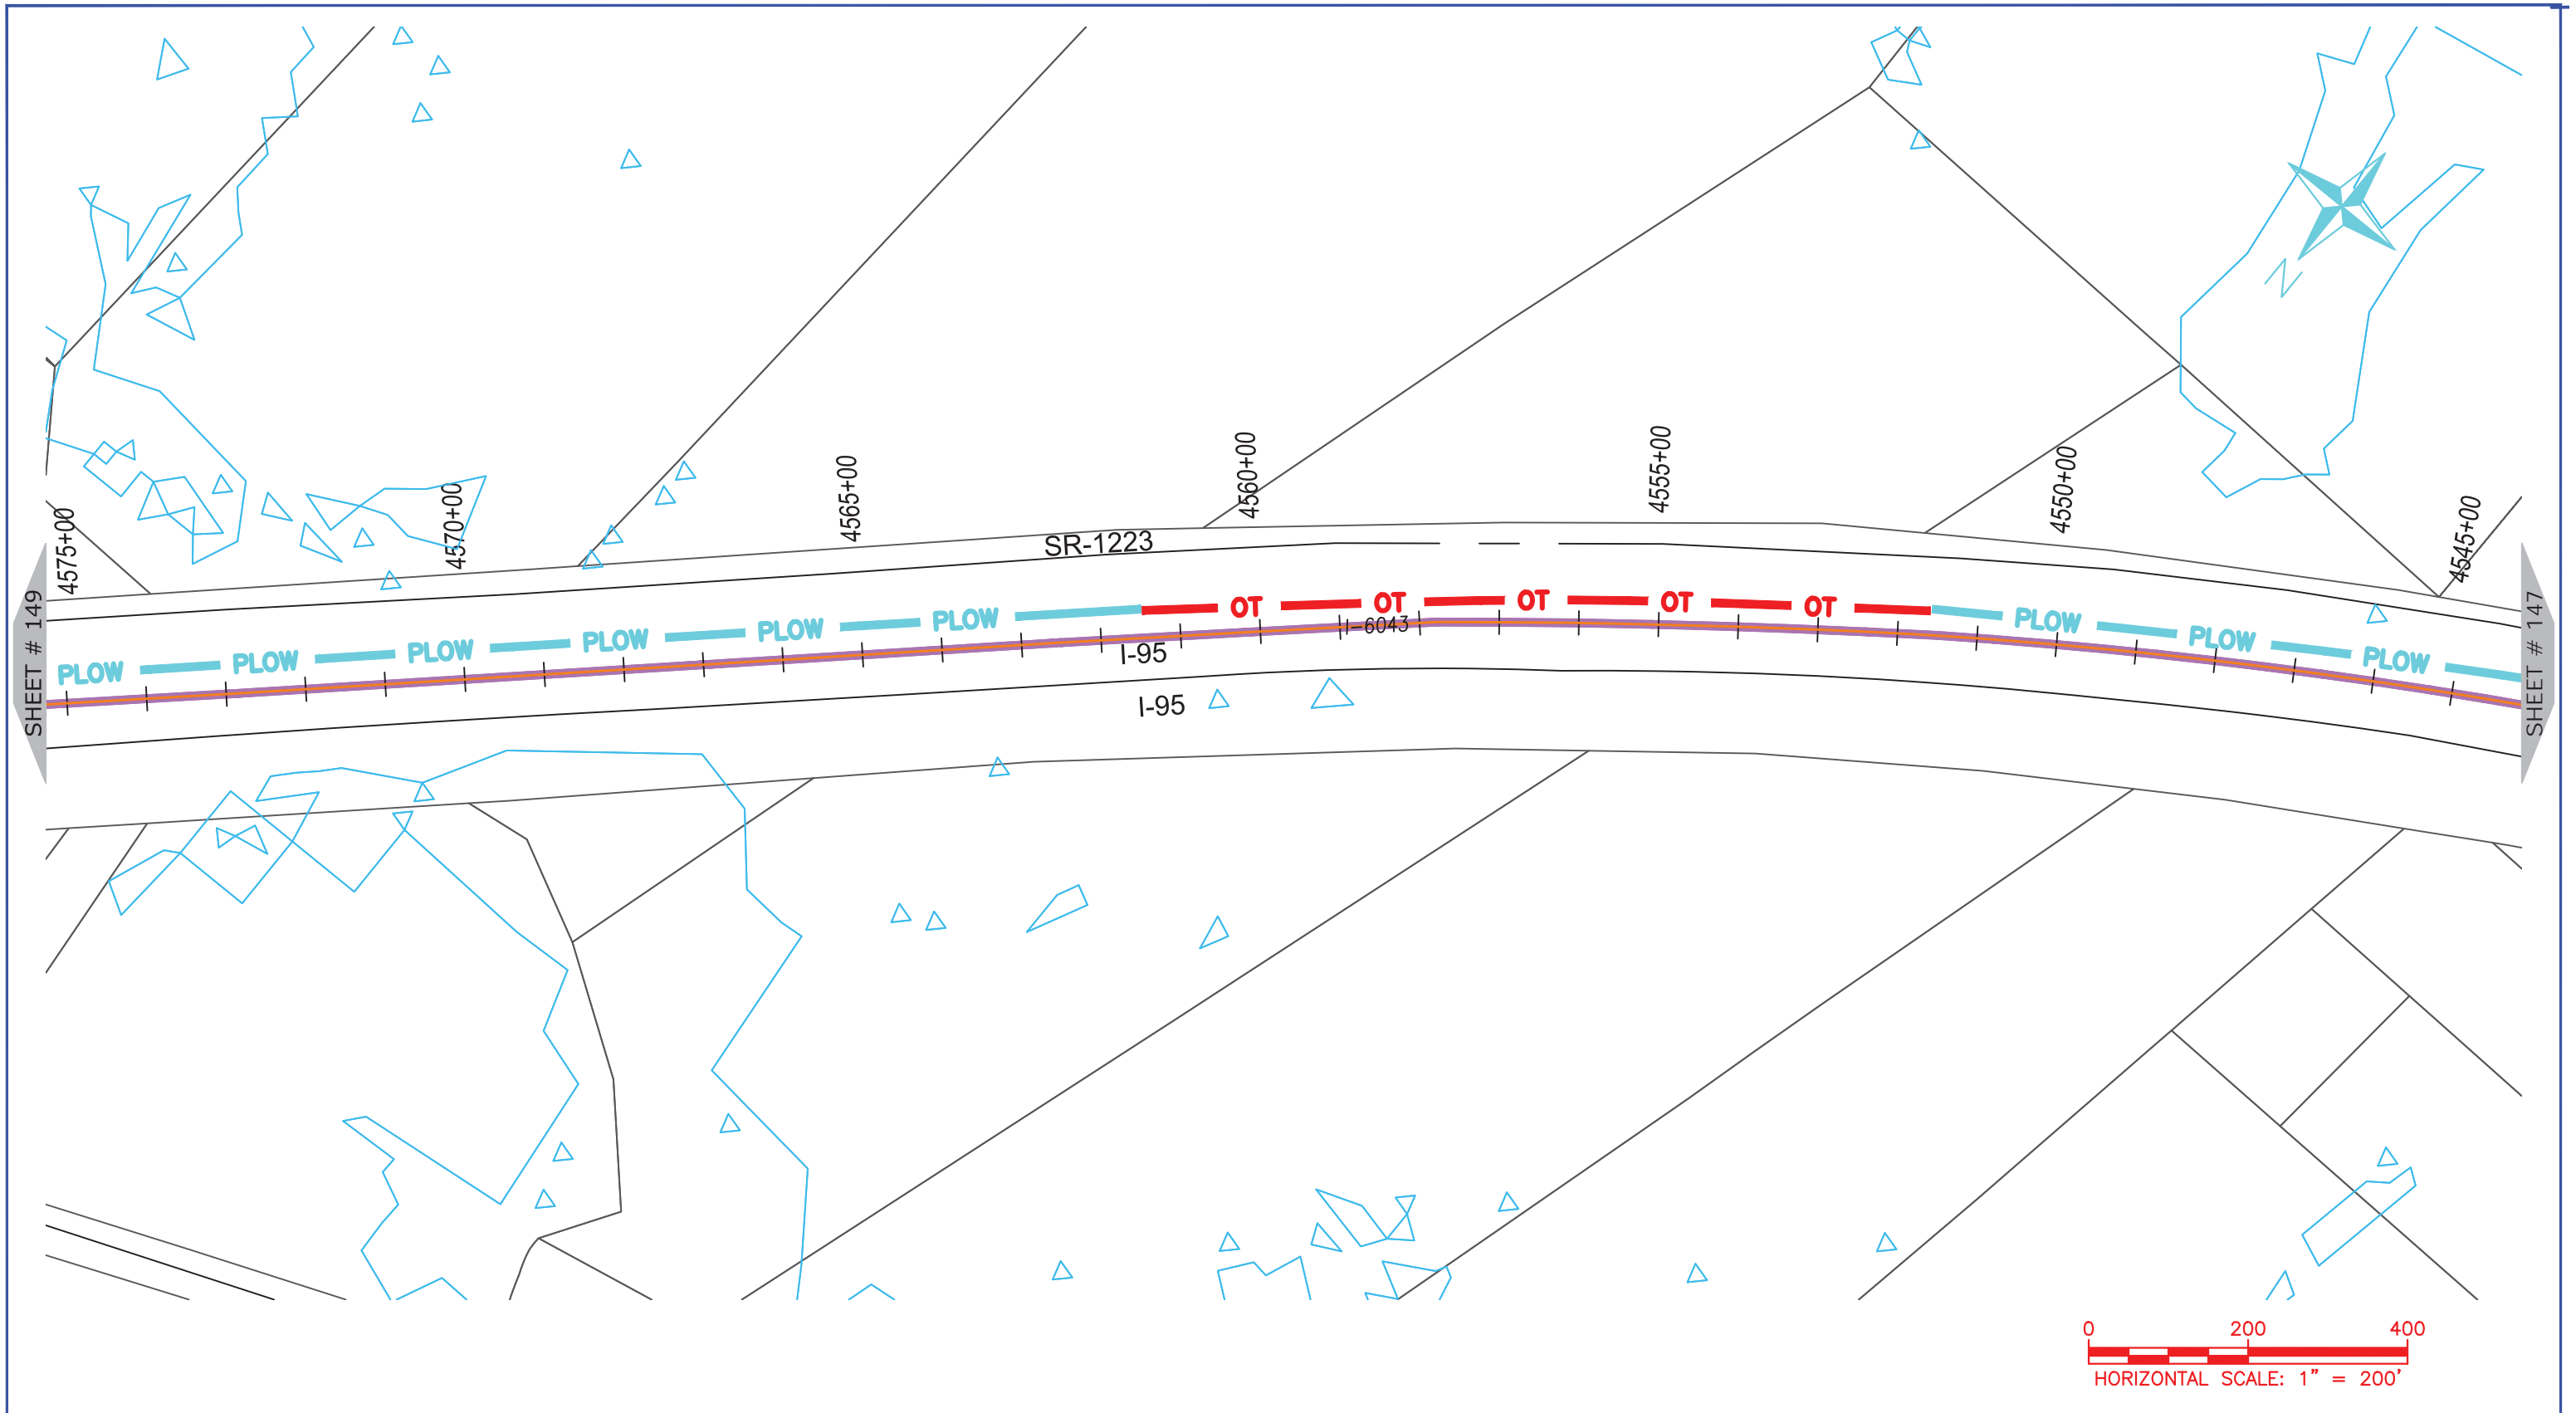 4575+00
4570+00
4565+00
4560+00
4555+00
4550+00
4545+00
N
SR-1223
SHEET # 149
PLOW PLOW PLOW PLOW PLOW PLOW OT OT OT OT OT PLOW PLOW PLOW
SHEET # 147
I-6043
I-95
I-95
0 200 400
HORIZONTAL SCALE: 1" = 200'